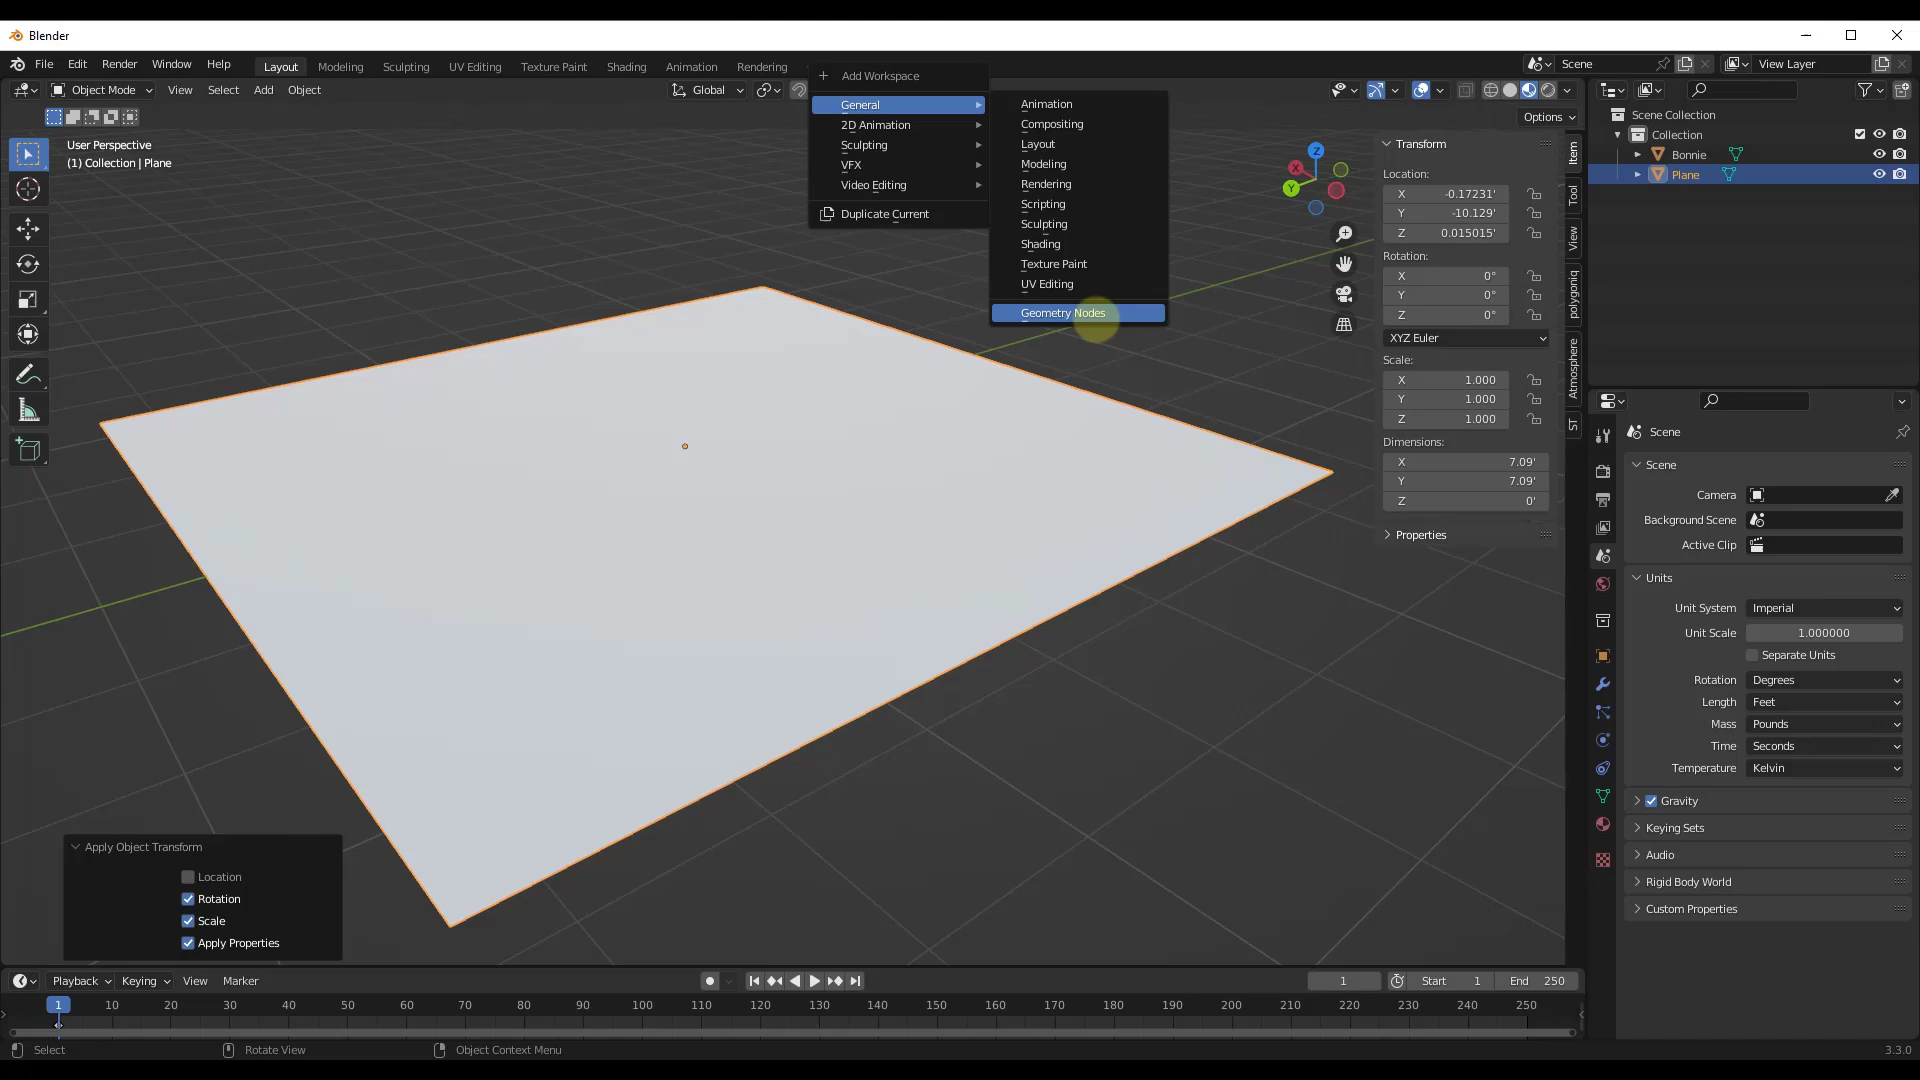 Blender
File Edit Render Window Help Layout Modeling Sculpting UV Editing Texture Paint Shading Animation Rendering
Scene View Layer
Object Mode View Select Add Object Global
Options
User Perspective
(1) Collection | Plane
Add Workspace
General
2D Animation
Sculpting
VFX
Video Editing
Duplicate Current
Animation
Compositing
Layout
Modeling
Rendering
Scripting
Sculpting
Shading
Texture Paint
UV Editing
Geometry Nodes
Z
X
Y
Transform
Location:
X -0.17231'
Y -10.129'
Z 0.015015'
Rotation:
X 0°
Y 0°
Z 0°
XYZ Euler
Scale:
X 1.000
Y 1.000
Z 1.000
Dimensions:
X 7.09'
Y 7.09'
Z 0'
Properties
Item
Tool
View
polygoniq
Atmosphere
ST
Scene Collection
Collection
Bonnie
Plane
Scene
Scene
Camera
Background Scene
Active Clip
Units
Unit System Imperial
Unit Scale 1.000000
Separate Units
Rotation Degrees
Length Feet
Mass Pounds
Time Seconds
Temperature Kelvin
Gravity
Keying Sets
Audio
Rigid Body World
Custom Properties
Apply Object Transform
Location
Rotation
Scale
Apply Properties
Playback Keying View Marker 1 Start 1 End 250
1 10 20 30 40 50 60 70 80 90 100 110 120 130 140 150 160 170 180 190 200 210 220 230 240 250
Select Rotate View Object Context Menu 3.3.0